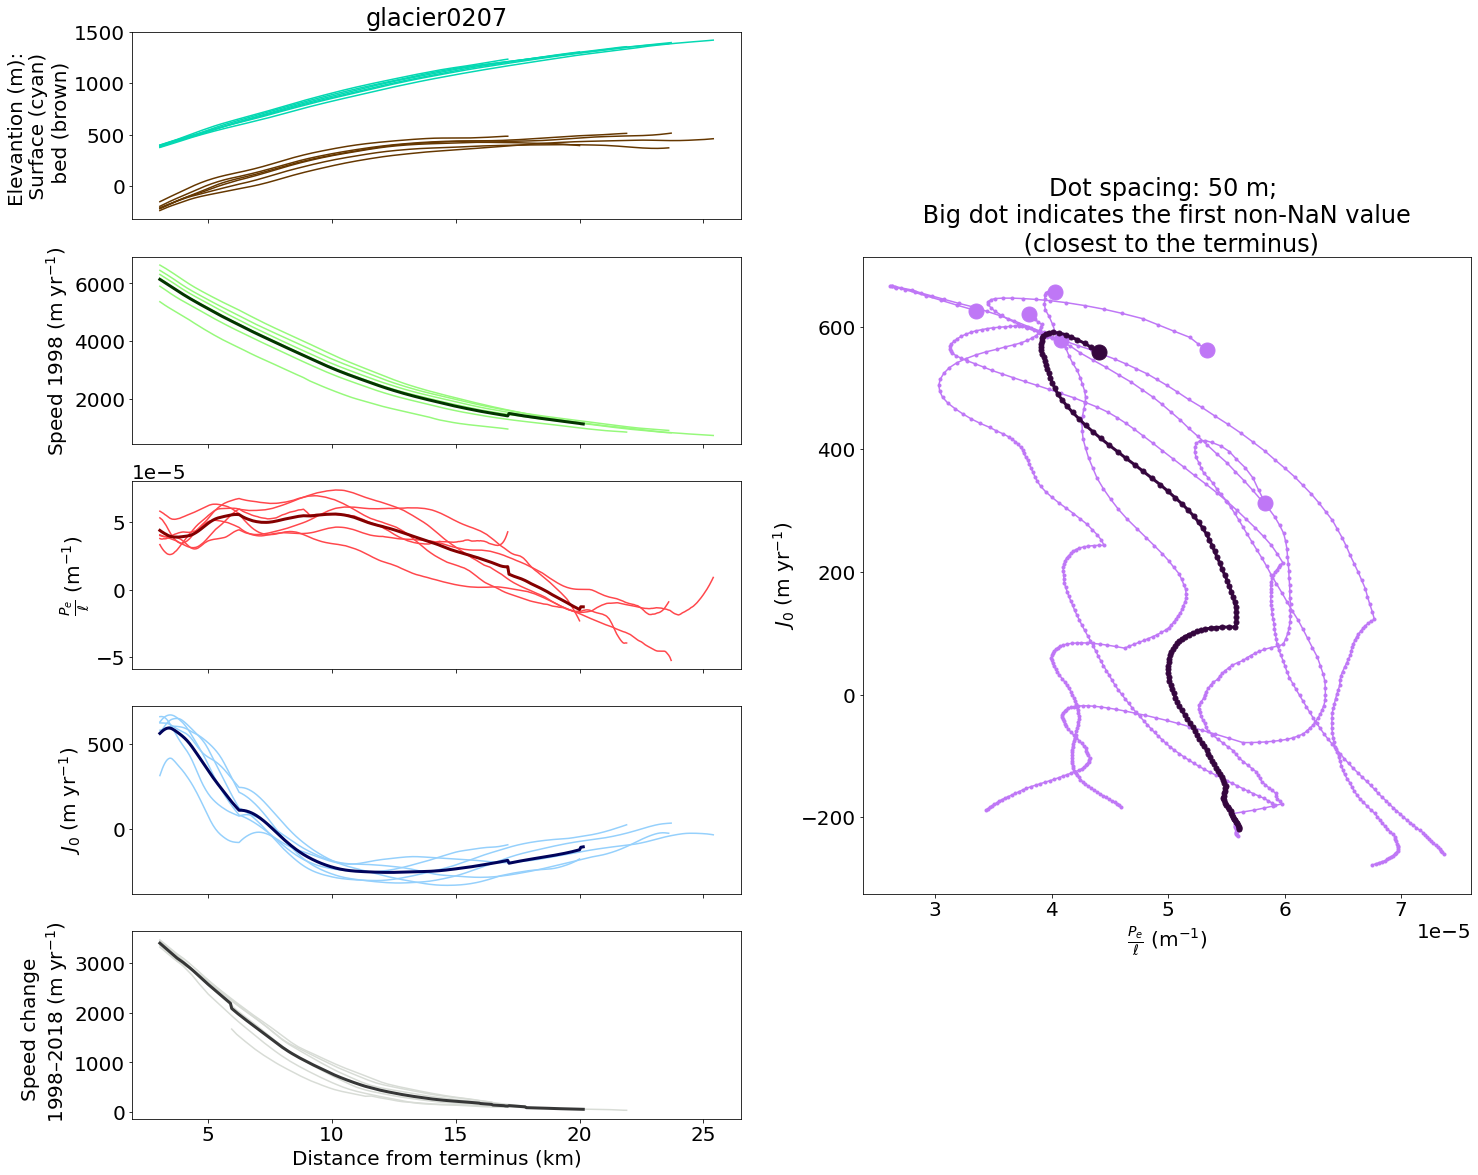 glacier0207
Elevantion (m):
Surface (cyan)
bed (brown)
1500
1000
500
0
Speed 1998 (m yr⁻¹)
6000
4000
2000
1e−5
P_e/ℓ (m⁻¹)
5
0
−5
J₀ (m yr⁻¹)
500
0
Speed change
1998–2018 (m yr⁻¹)
3000
2000
1000
0
5 10 15 20 25
Distance from terminus (km)
Dot spacing: 50 m;
Big dot indicates the first non-NaN value
(closest to the terminus)
J₀ (m yr⁻¹)
600
400
200
0
−200
3 4 5 6 7
1e−5
P_e/ℓ (m⁻¹)